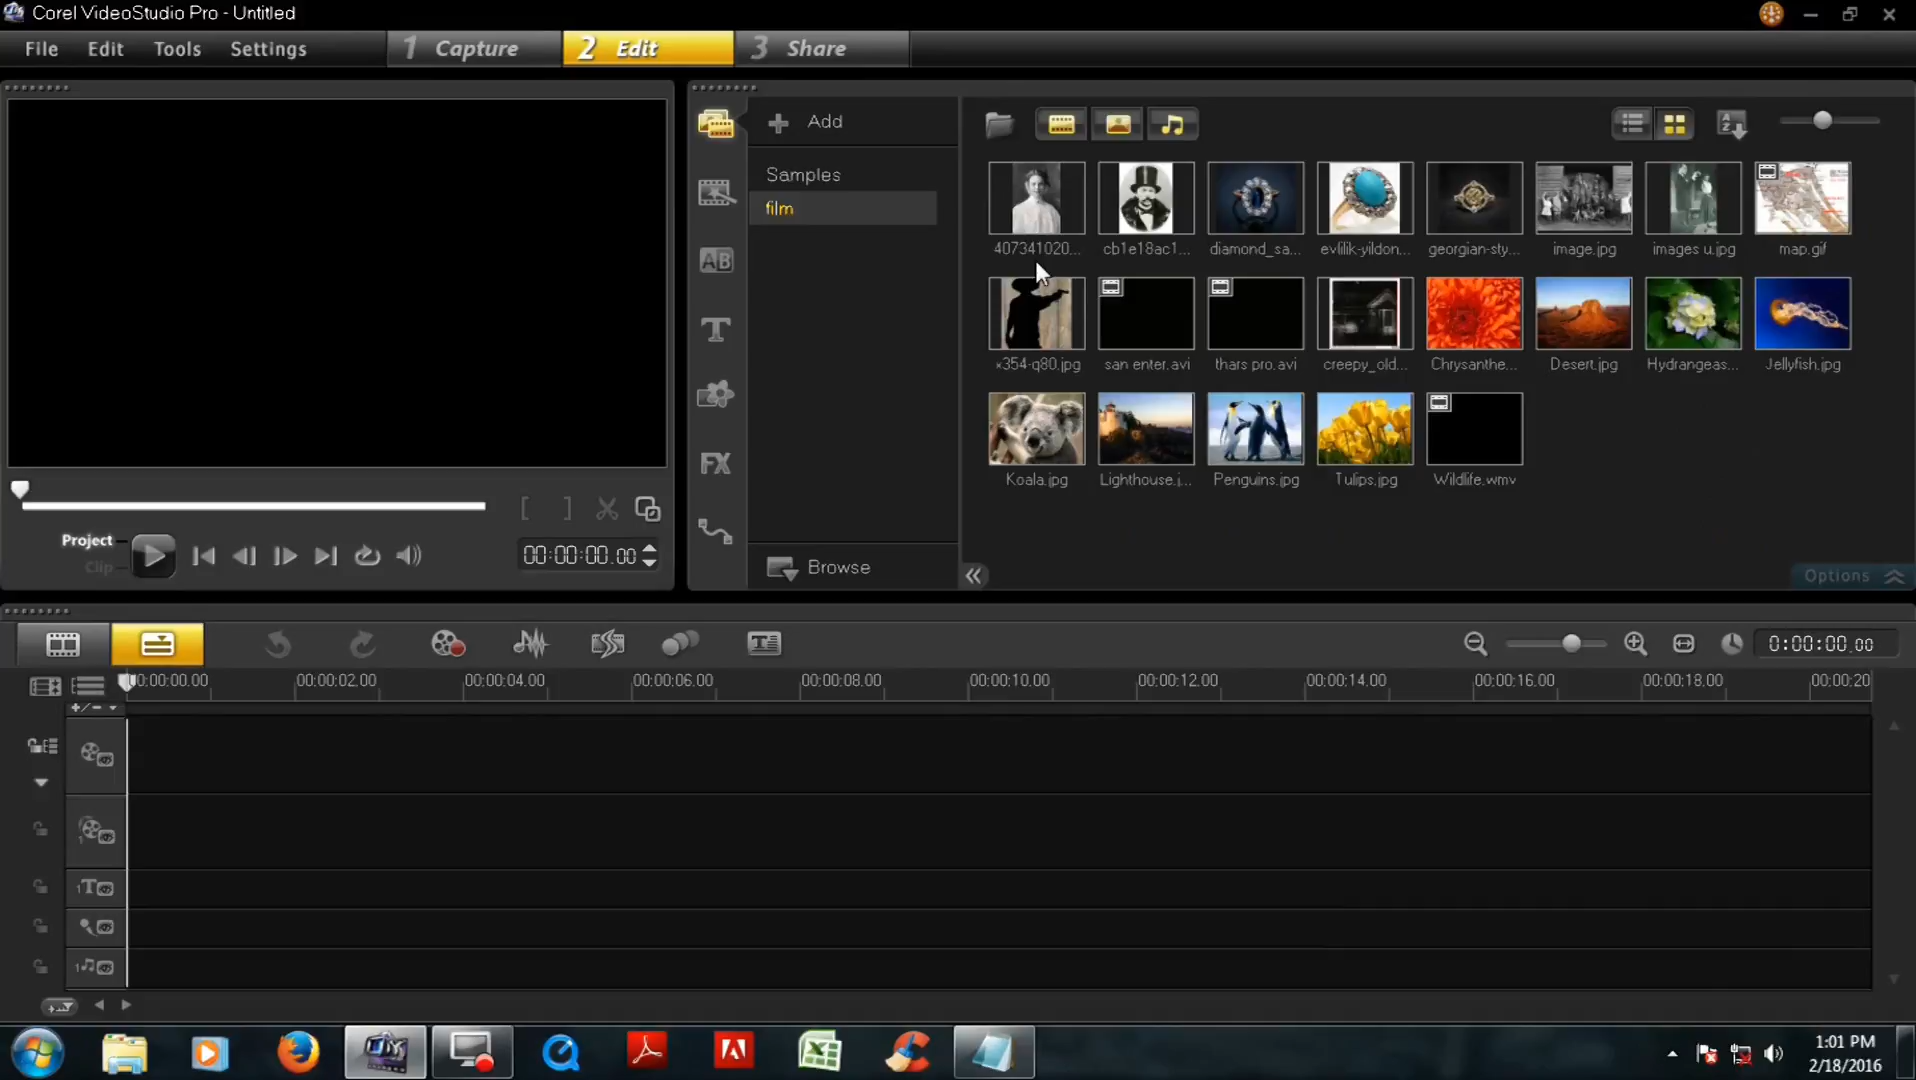 Corel VideoStudio Pro - Untitled
File Edit Tools Settings 1 Capture 2 Edit 3 Share
Add
Samples
film
Browse
407341020... cb1e18ac1... diamond_sa... evlilik-yildon... georgian-sty... image.jpg images u.jpg map.gif
x354-q80.jpg san enter.avi thars pro.avi creepy_old... Chrysanthe... Desert.jpg Hydrangeas... Jellyfish.jpg
Koala.jpg Lighthouse.j... Penguins.jpg Tulips.jpg Wildlife.wmv
AB
T
FX
Project
Clip
[ ] 00:00:00.00
Options
0:00:00.00
00:00:00.00 00:00:02.00 00:00:04.00 00:00:06.00 00:00:08.00 00:00:10.00 00:00:12.00 00:00:14.00 00:00:16.00 00:00:18.00 00:00:20
+/-
1
1T
1
1:01 PM
2/18/2016